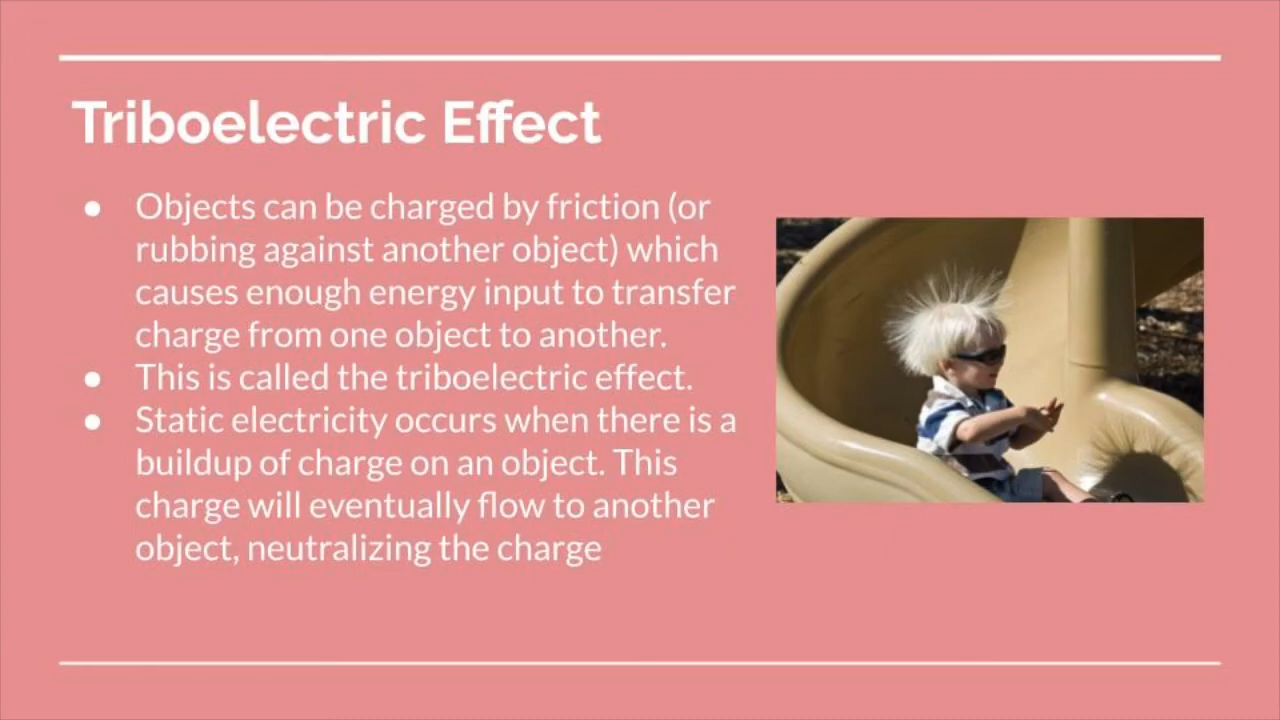 Triboelectric Effect
● Objects can be charged by friction (or
rubbing against another object) which
causes enough energy input to transfer
charge from one object to another.
● This is called the triboelectric effect.
● Static electricity occurs when there is a
buildup of charge on an object. This
charge will eventually flow to another
object, neutralizing the charge